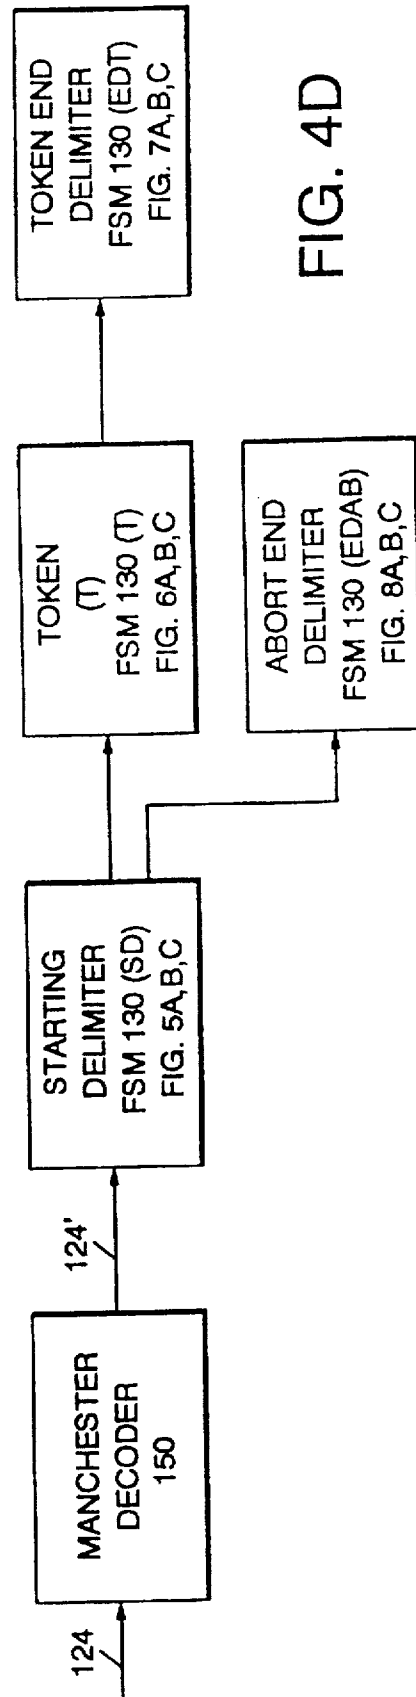 124
MANCHESTER
DECODER
150
124'
STARTING
DELIMITER
FSM 130 (SD)
FIG. 5A,B,C
TOKEN
(T)
FSM 130 (T)
FIG. 6A,B,C
TOKEN END
DELIMITER
FSM 130 (EDT)
FIG. 7A,B,C
ABORT END
DELIMITER
FSM 130 (EDAB)
FIG. 8A,B,C
FIG. 4D